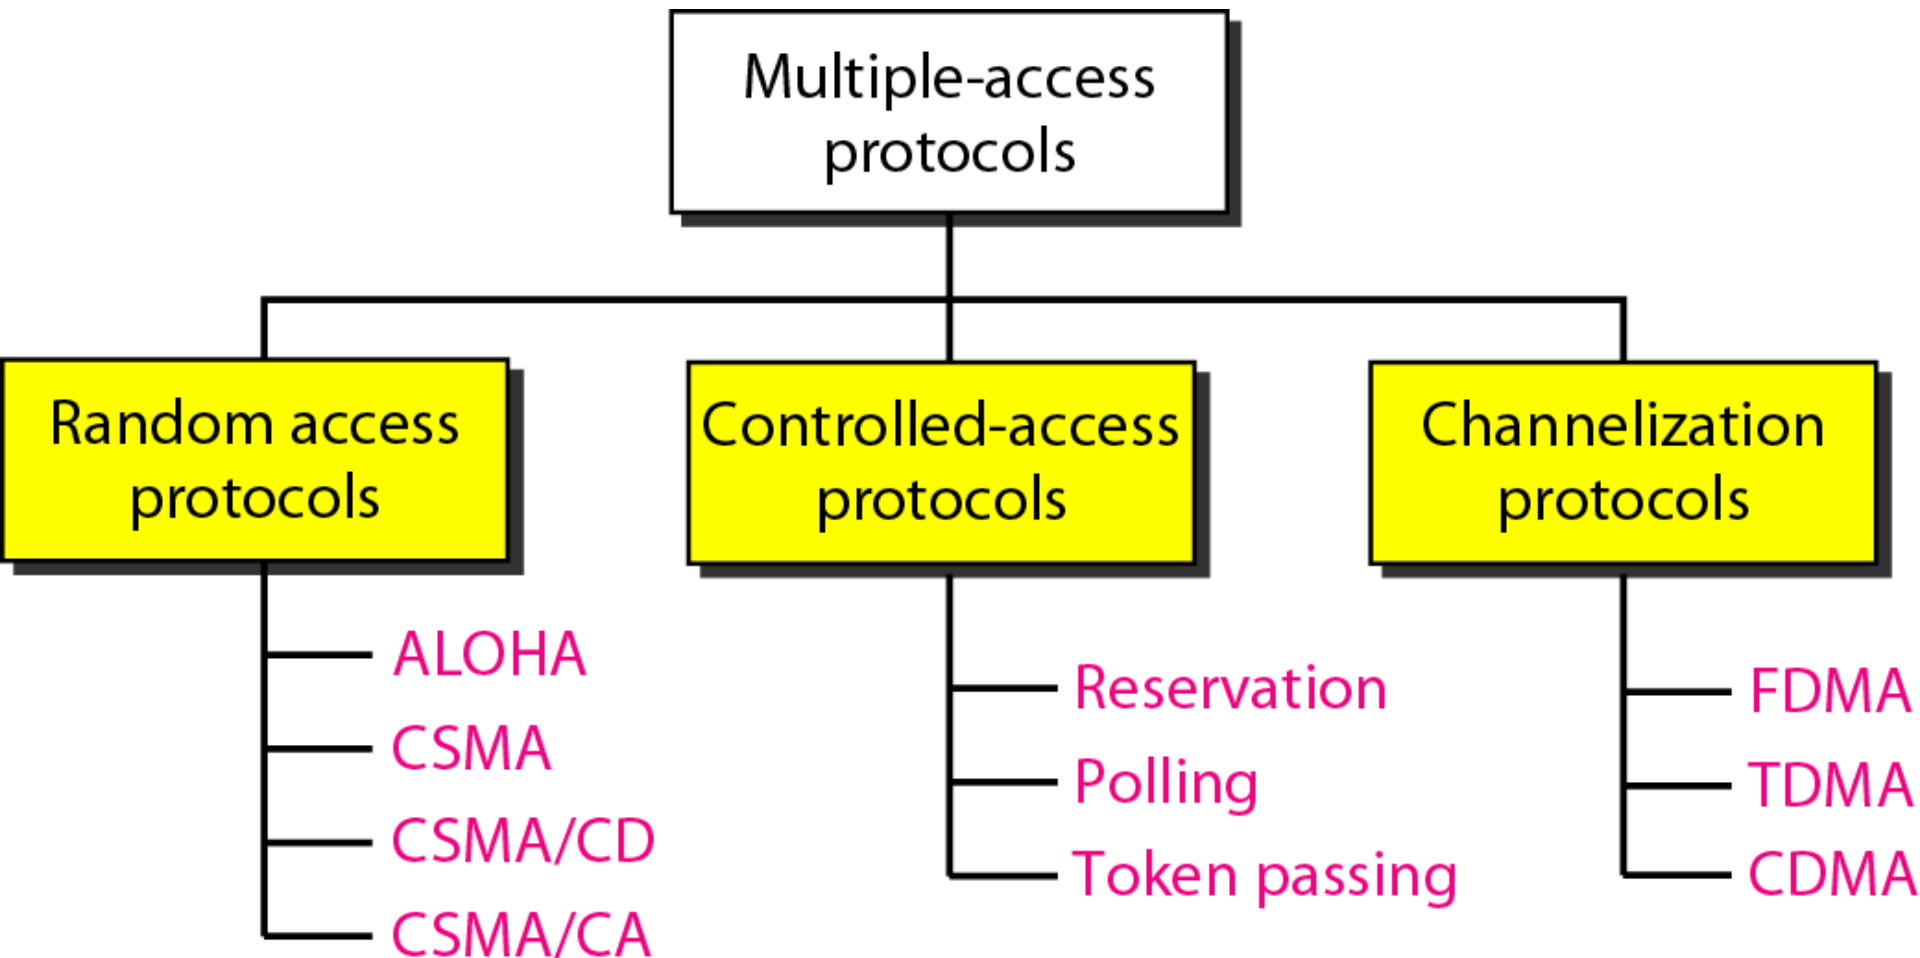 Multiple-access
protocols
Random access
protocols
Controlled-access
protocols
Channelization
protocols
ALOHA
CSMA
CSMA/CD
CSMA/CA
Reservation
Polling
Token passing
FDMA
TDMA
CDMA